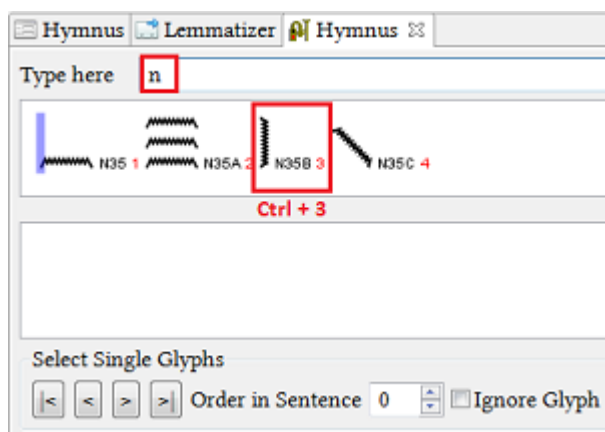 Hymnus Lemmatizer Hymnus
Type here n
N35 1 N35A 2 N35B 3 N35C 4
Ctrl + 3
Select Single Glyphs
|< < > >| Order in Sentence 0 Ignore Glyph